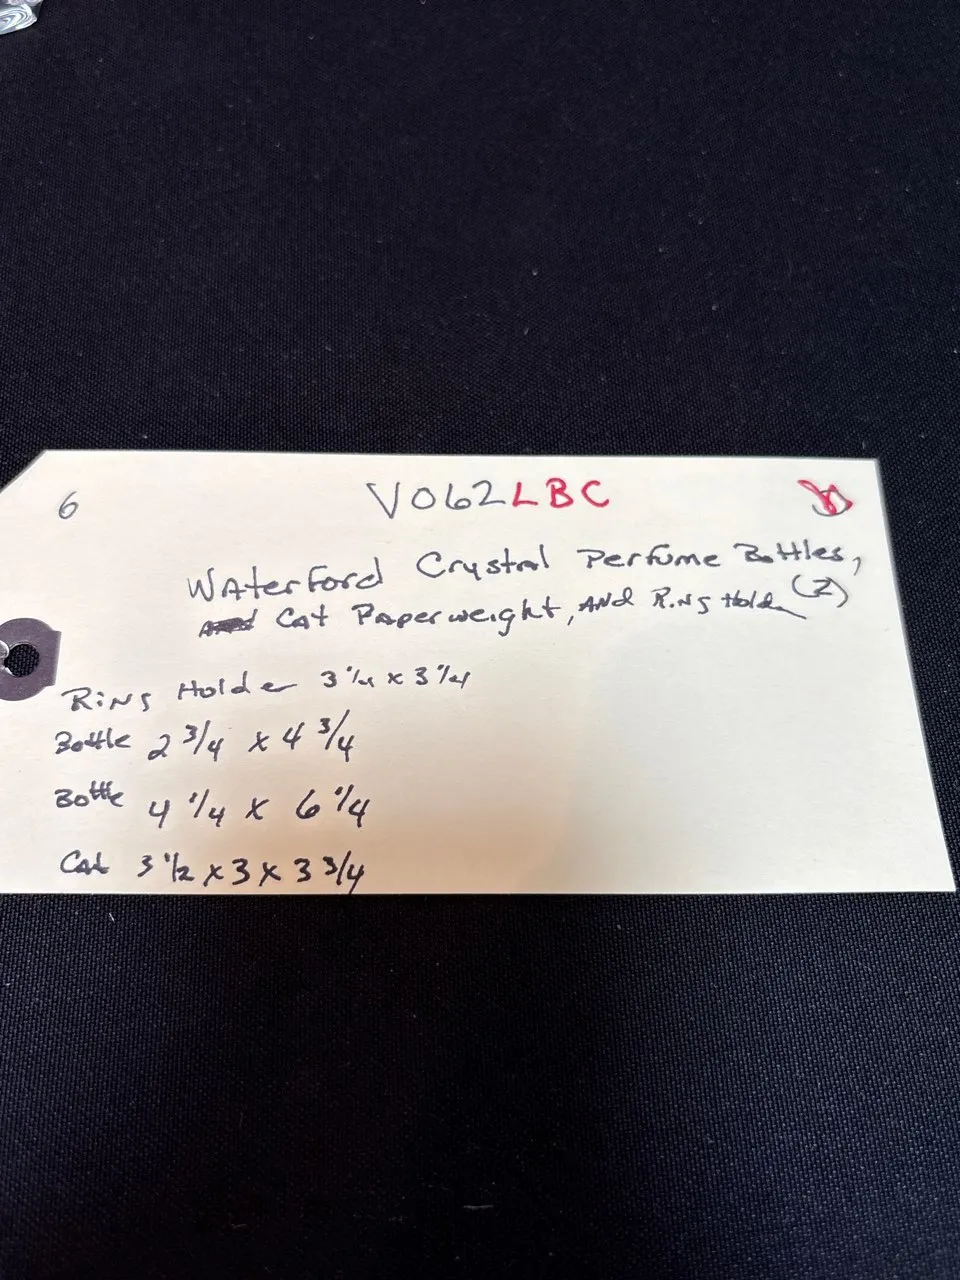 6 V062LBC
Waterford Crystal Perfume Bottles,
Cat Paperweight, AND Ring Holder (2)
Ring Holder 3 1/4 x 3 1/4
Bottle 2 3/4 x 4 3/4
Bottle 4 1/4 x 6 1/4
Cat 3 1/2 x 3 x 3 3/4